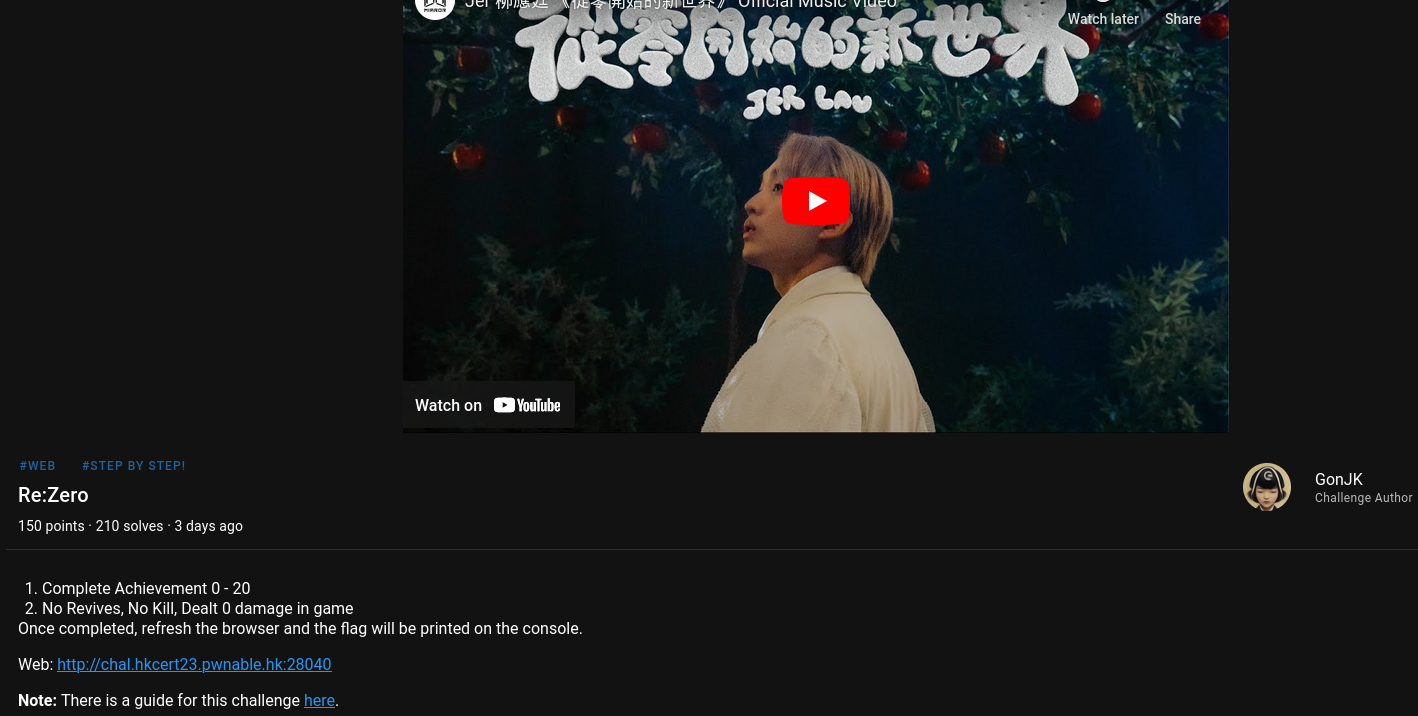 MIRROR
Jer 柳應廷 《從零開始的新世界》 Official Music Video
Watch later
Share
從零開始的新世界
JER LAU
Watch on YouTube
#WEB #STEP BY STEP!
Re:Zero
150 points · 210 solves · 3 days ago
GonJK
Challenge Author
1. Complete Achievement 0 - 20
2. No Revives, No Kill, Dealt 0 damage in game
Once completed, refresh the browser and the flag will be printed on the console.
Web: http://chal.hkcert23.pwnable.hk:28040
Note: There is a guide for this challenge here.